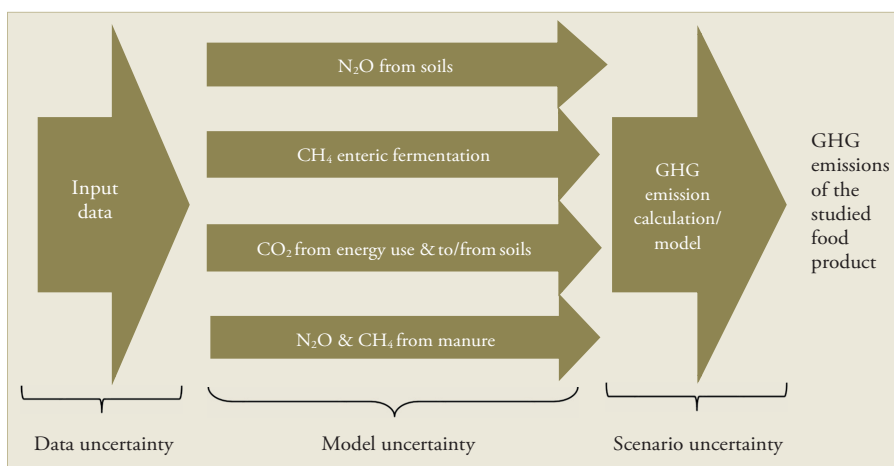 Input
data
N₂O from soils
CH₄ enteric fermentation
CO₂ from energy use & to/from soils
N₂O & CH₄ from manure
GHG
emission
calculation/
model
GHG
emissions
of the
studied
food
product
Data uncertainty
Model uncertainty
Scenario uncertainty